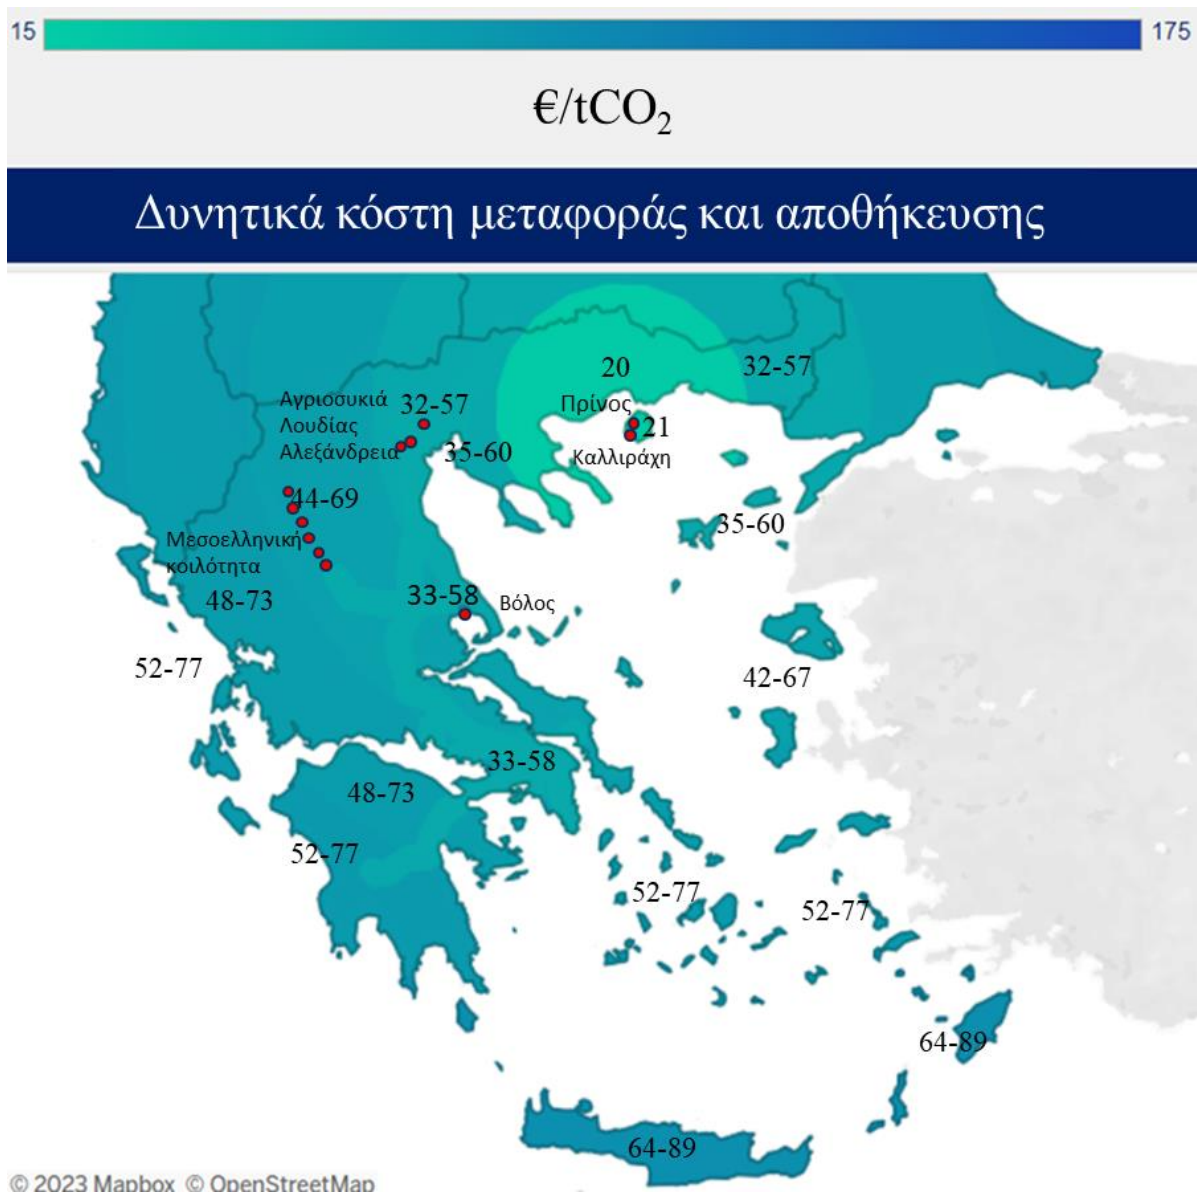 15
175
€/tCO₂
Δυνητικά κόστη μεταφοράς και αποθήκευσης
20
32-57
Αγριοσυκιά
Λουδίας
Αλεξάνδρεια
32-57
35-60
Πρίνος
21
Καλλιράχη
44-69
35-60
Μεσοελληνική
κοιλότητα
48-73
33-58
Βόλος
52-77
42-67
33-58
48-73
52-77
52-77
52-77
64-89
64-89
© 2023 Mapbox © OpenStreetMap